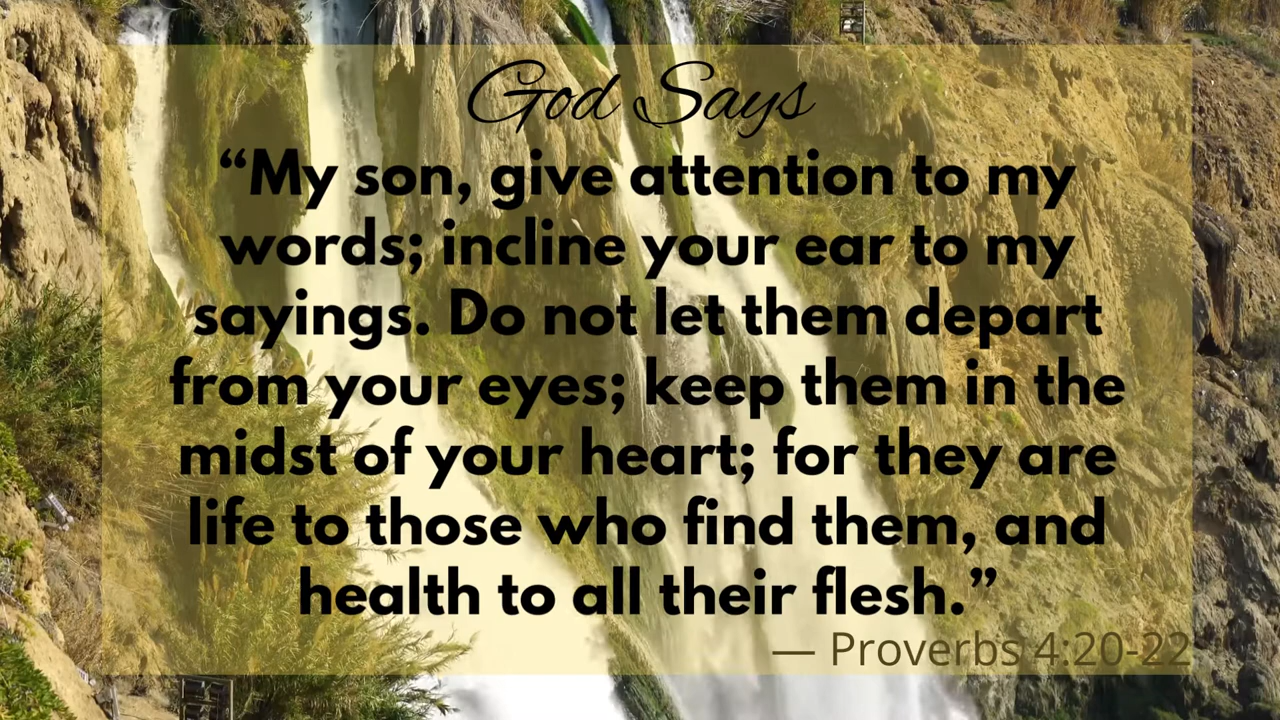 God Says
“My son, give attention to my
words; incline your ear to my
sayings. Do not let them depart
from your eyes; keep them in the
midst of your heart; for they are
life to those who find them, and
health to all their flesh.”
— Proverbs 4:20-22